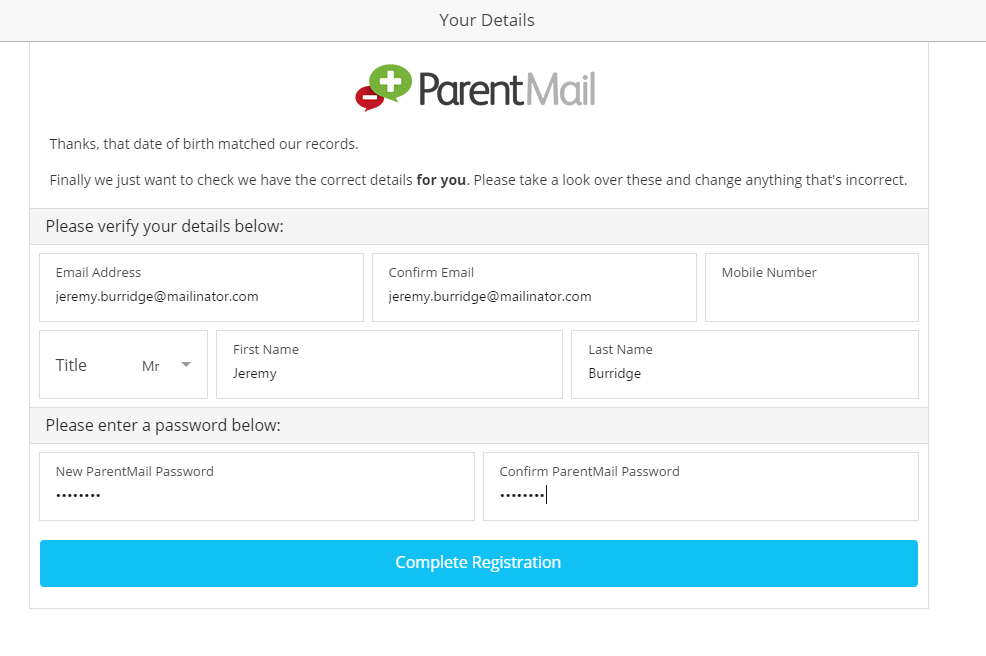 Your Details
ParentMail
Thanks, that date of birth matched our records.
Finally we just want to check we have the correct details for you. Please take a look over these and change anything that's incorrect.
Please verify your details below:
Email Address
jeremy.burridge@mailinator.com
Confirm Email
jeremy.burridge@mailinator.com
Mobile Number
Title Mr
First Name
Jeremy
Last Name
Burridge
Please enter a password below:
New ParentMail Password
••••••••
Confirm ParentMail Password
••••••••
Complete Registration